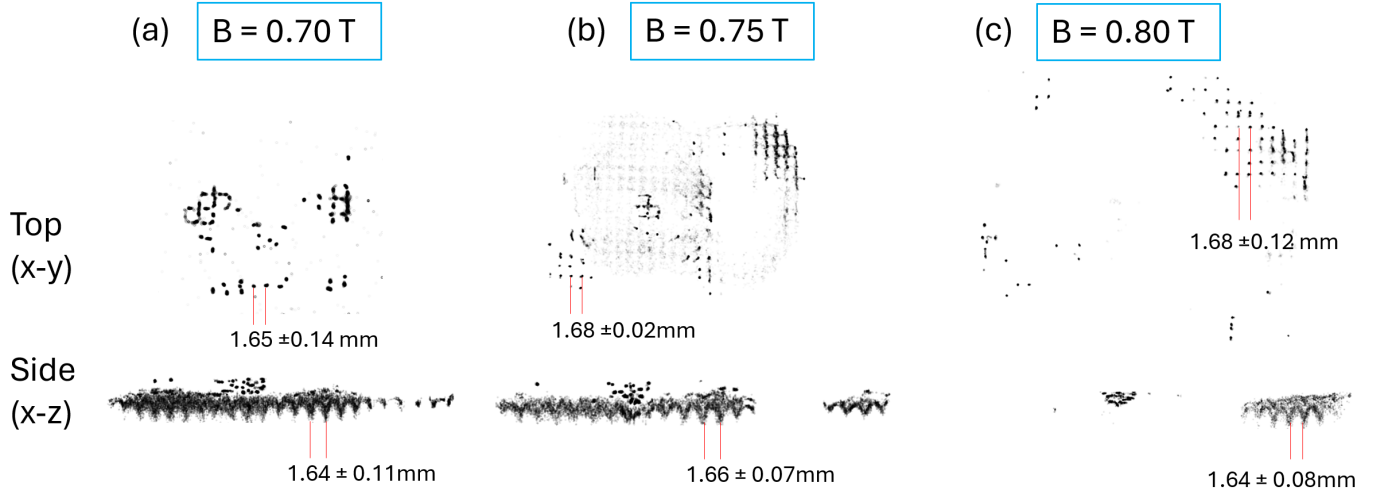 (a) B = 0.70 T (b) B = 0.75 T (c) B = 0.80 T
Top
(x-y)
1.68 ±0.12 mm
1.68 ±0.02mm
1.65 ±0.14 mm
Side
(x-z)
1.64 ± 0.11mm 1.66 ± 0.07mm 1.64 ± 0.08mm